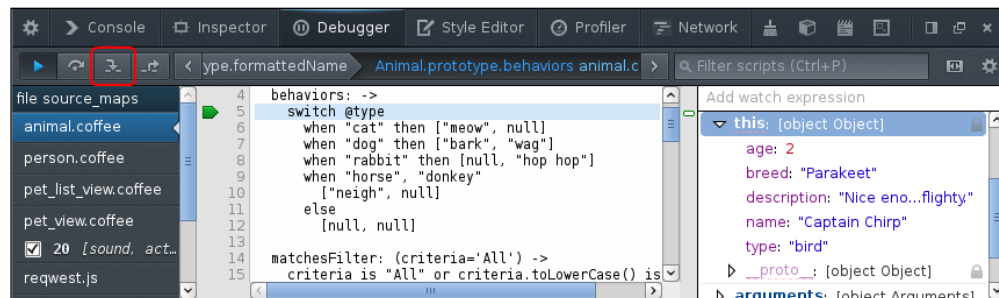 Console Inspector Debugger Style Editor Profiler Network
ype.formattedName Animal.prototype.behaviors animal.c Filter scripts (Ctrl+P)
file source_maps
animal.coffee
person.coffee
pet_list_view.coffee
pet_view.coffee
20 [sound, act…
reqwest.js
4 behaviors: ->
5 switch @type
6 when "cat" then ["meow", null]
7 when "dog" then ["bark", "wag"]
8 when "rabbit" then [null, "hop hop"]
9 when "horse", "donkey"
10 ["neigh", null]
11 else
12 [null, null]
13
14 matchesFilter: (criteria='All') ->
15 criteria is "All" or criteria.toLowerCase() is
Add watch expression
this: [object Object]
age: 2
breed: "Parakeet"
description: "Nice eno...flighty."
name: "Captain Chirp"
type: "bird"
__proto__: [object Object]
arguments: [object Arguments]